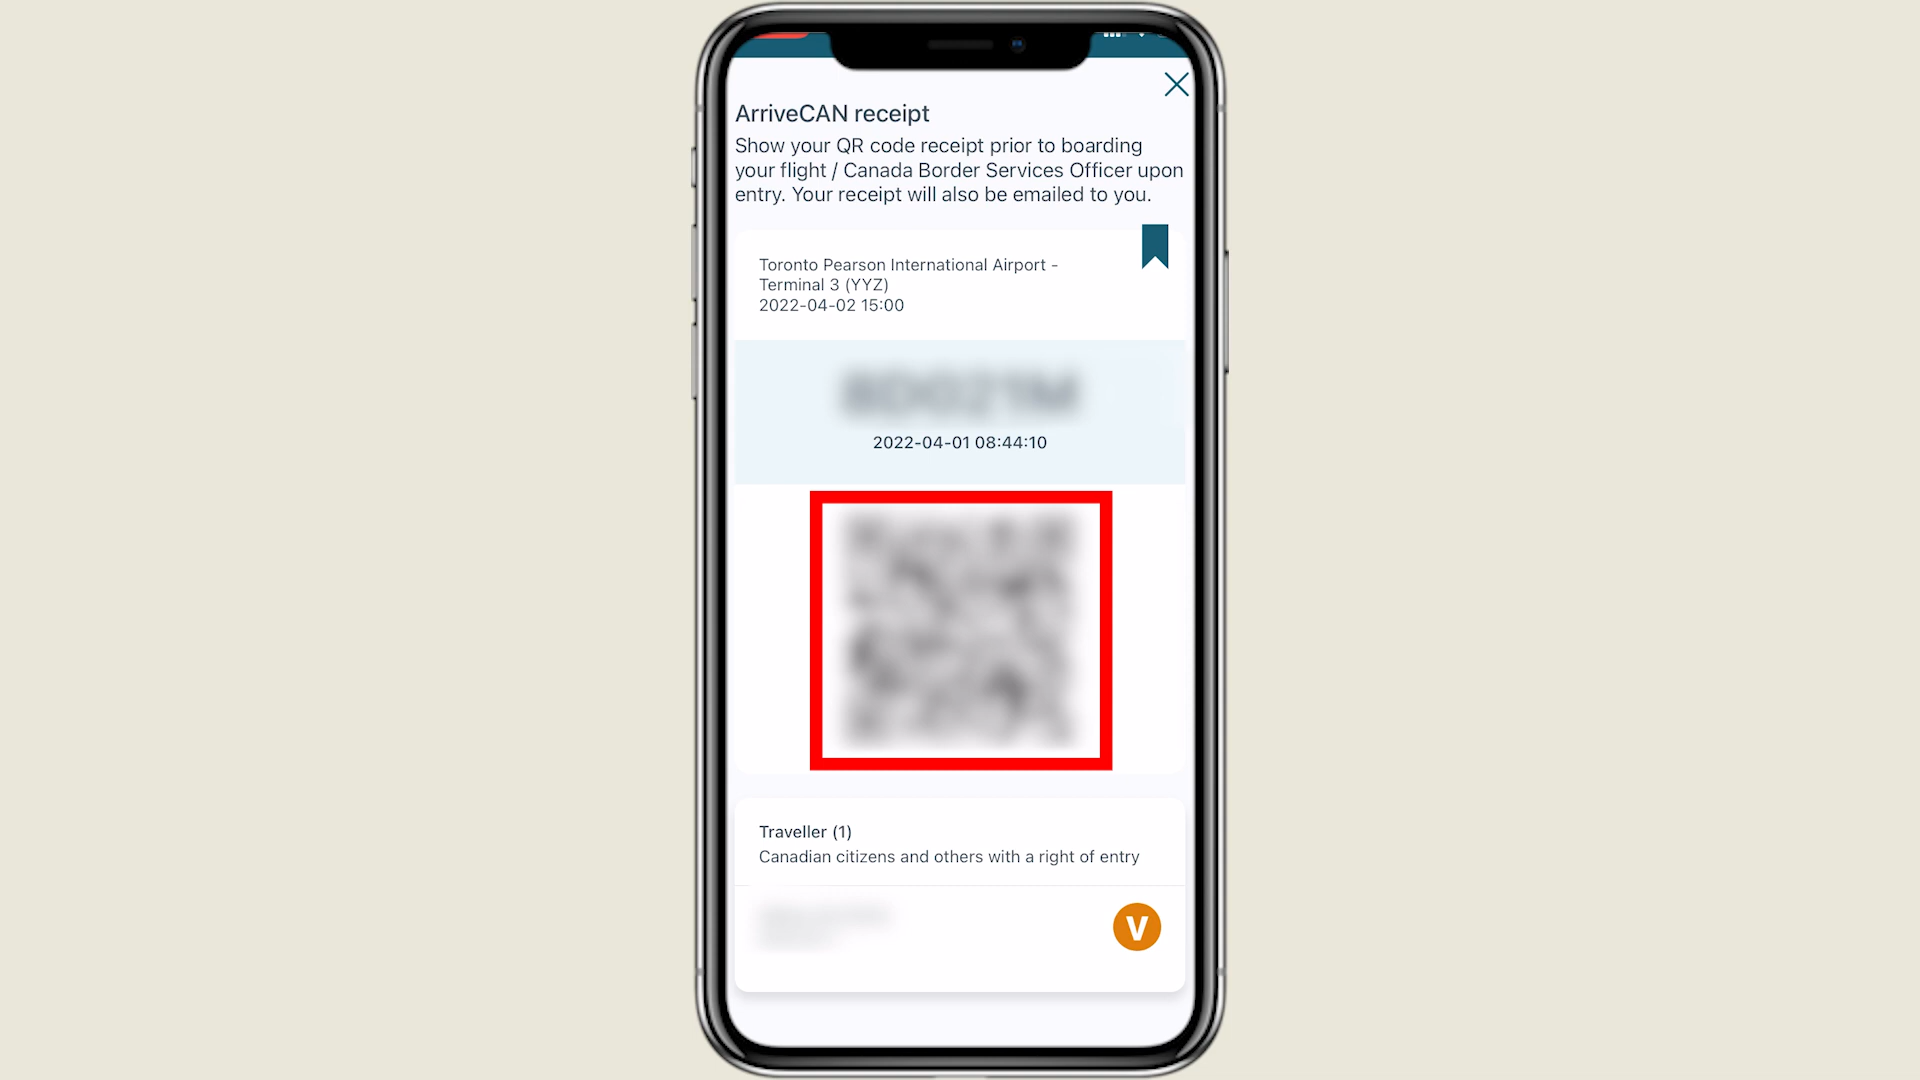 ArriveCAN receipt
Show your QR code receipt prior to boarding
your flight / Canada Border Services Officer upon
entry. Your receipt will also be emailed to you.
Toronto Pearson International Airport -
Terminal 3 (YYZ)
2022-04-02 15:00
2022-04-01 08:44:10
Traveller (1)
Canadian citizens and others with a right of entry
V